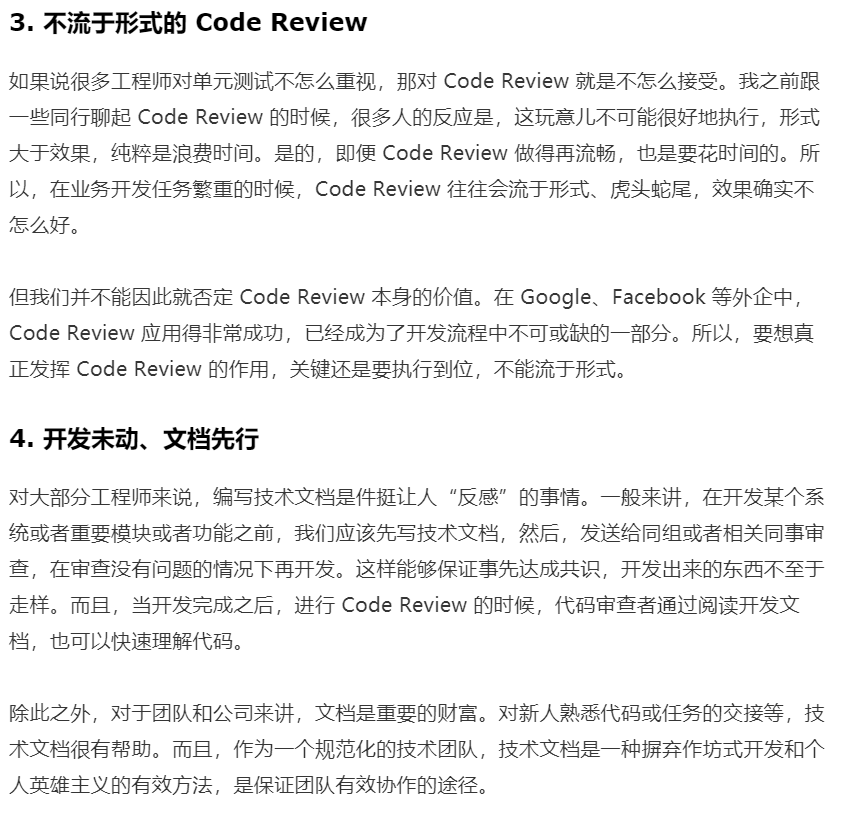 3. 不流于形式的 Code Review
如果说很多工程师对单元测试不怎么重视，那对 Code Review 就是不怎么接受。我之前跟
一些同行聊起 Code Review 的时候，很多人的反应是，这玩意儿不可能很好地执行，形式
大于效果，纯粹是浪费时间。是的，即便 Code Review 做得再流畅，也是要花时间的。所
以，在业务开发任务繁重的时候，Code Review 往往会流于形式、虎头蛇尾，效果确实不
怎么好。
但我们并不能因此就否定 Code Review 本身的价值。在 Google、Facebook 等外企中，
Code Review 应用得非常成功，已经成为了开发流程中不可或缺的一部分。所以，要想真
正发挥 Code Review 的作用，关键还是要执行到位，不能流于形式。
4. 开发未动、文档先行
对大部分工程师来说，编写技术文档是件挺让人“反感”的事情。一般来讲，在开发某个系
统或者重要模块或者功能之前，我们应该先写技术文档，然后，发送给同组或者相关同事审
查，在审查没有问题的情况下再开发。这样能够保证事先达成共识，开发出来的东西不至于
走样。而且，当开发完成之后，进行 Code Review 的时候，代码审查者通过阅读开发文
档，也可以快速理解代码。
除此之外，对于团队和公司来讲，文档是重要的财富。对新人熟悉代码或任务的交接等，技
术文档很有帮助。而且，作为一个规范化的技术团队，技术文档是一种摒弃作坊式开发和个
人英雄主义的有效方法，是保证团队有效协作的途径。